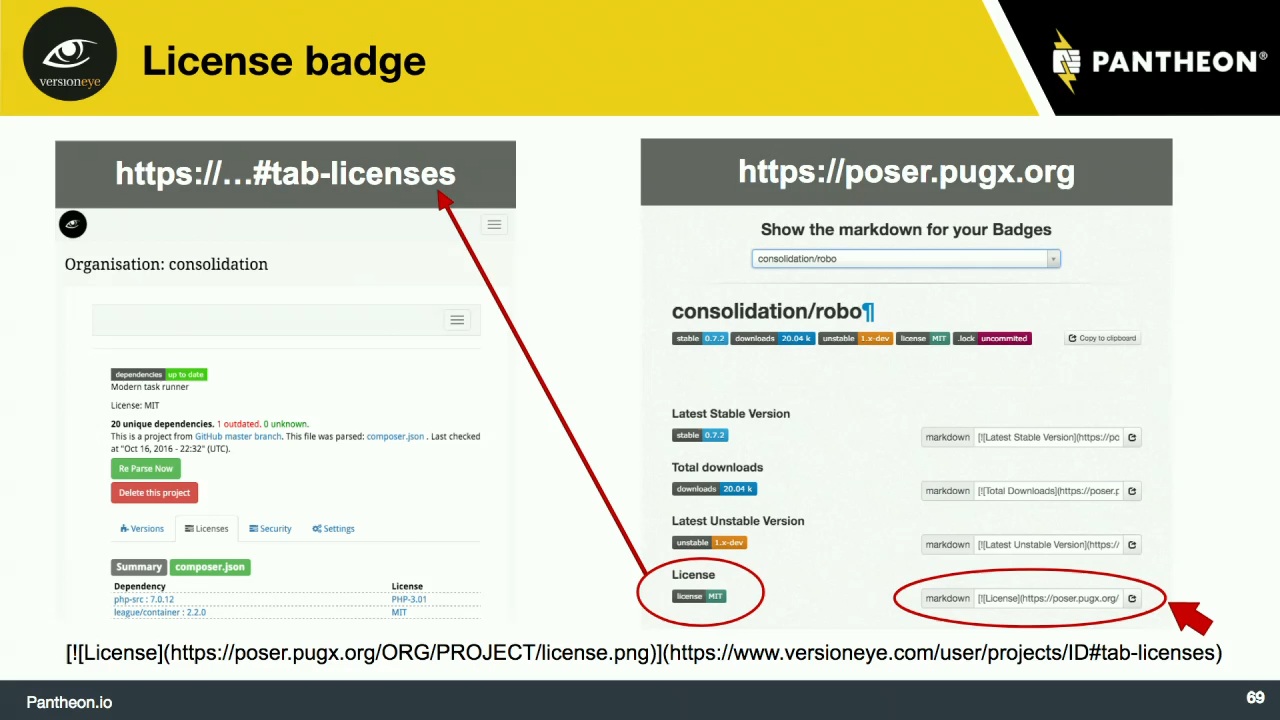 versioneye
License badge
PANTHEON®
https://…#tab-licenses
Organisation: consolidation
dependencies up to date
Modern task runner
License: MIT
20 unique dependencies. 1 outdated. 0 unknown.
This is a project from GitHub master branch. This file was parsed: composer.json . Last checked
at "Oct 16, 2016 - 22:32" (UTC).
Re Parse Now
Delete this project
Versions Licenses Security Settings
Summary composer.json
Dependency License
php-src : 7.0.12 PHP-3.01
league/container : 2.2.0 MIT
https://poser.pugx.org
Show the markdown for your Badges
consolidation/robo
consolidation/robo¶
stable 0.7.2 downloads 20.04 k unstable 1.x-dev license MIT .lock uncommited Copy to clipboard
Latest Stable Version
stable 0.7.2 markdown [![Latest Stable Version](https://pc
Total downloads
downloads 20.04 k markdown [![Total Downloads](https://poser.p
Latest Unstable Version
unstable 1.x-dev markdown [![Latest Unstable Version](https://
License
license MIT markdown [![License](https://poser.pugx.org/
[![License](https://poser.pugx.org/ORG/PROJECT/license.png)](https://www.versioneye.com/user/projects/ID#tab-licenses)
Pantheon.io
69